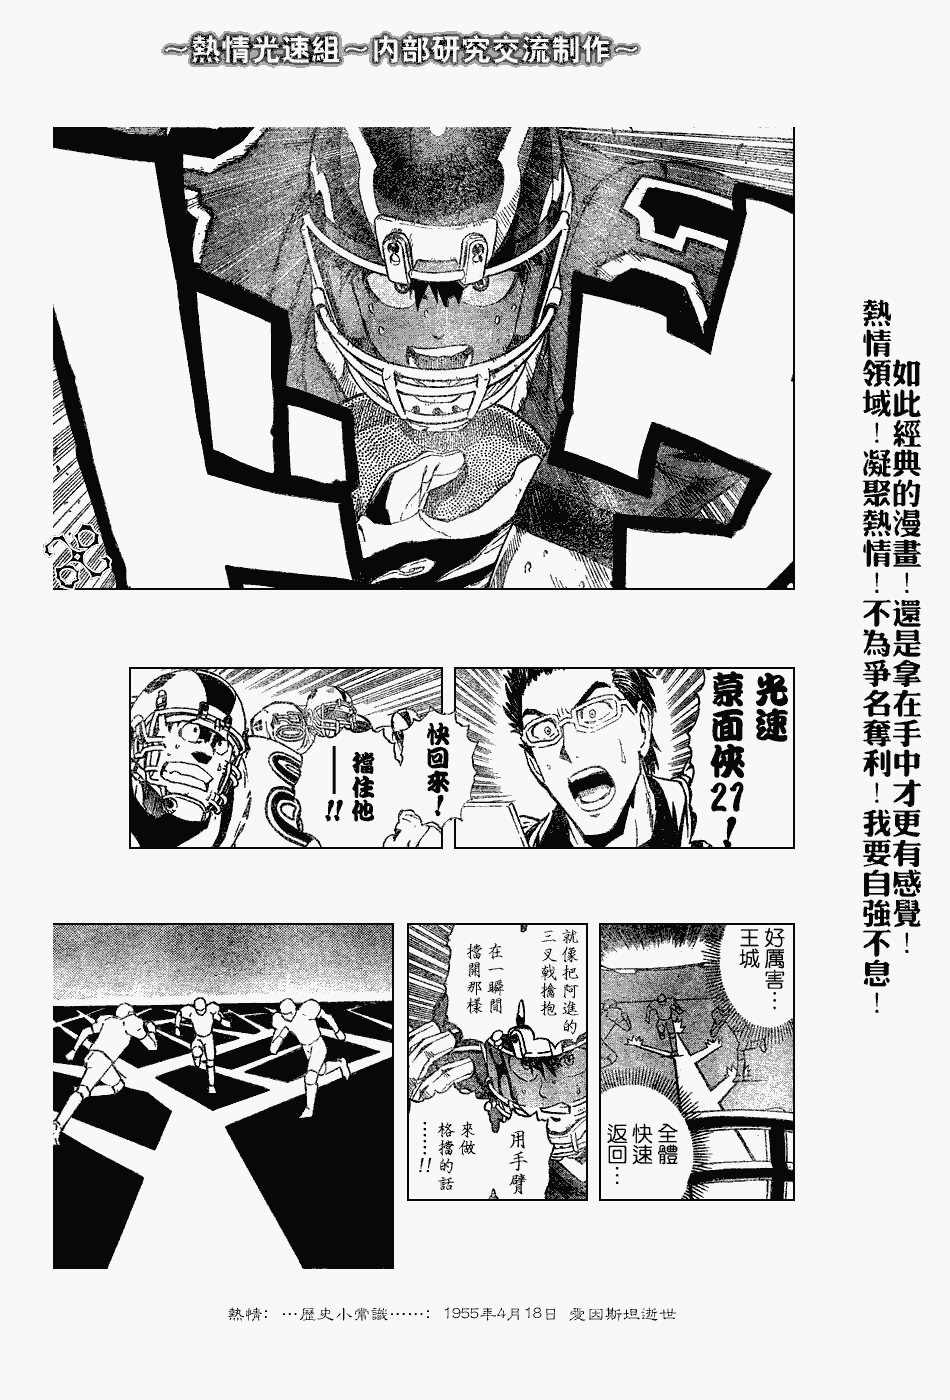 ～熱情光速組～內部研究交流制作～
如此經典的漫畫！還是拿在手中才更有感覺！
熱情領域！凝聚熱情！不為爭名奪利！我要自強不息！
光速
蒙面俠21！
快回來！
擋住他
——!!
好厲害…
王城
全體
快速
返回…
就像把阿進的
三叉戟擒抱
在一瞬間
擋開那樣
用手臂
來做
格擋的話
……!!
熱情：…歷史小常識……：1955年4月18日 愛因斯坦逝世